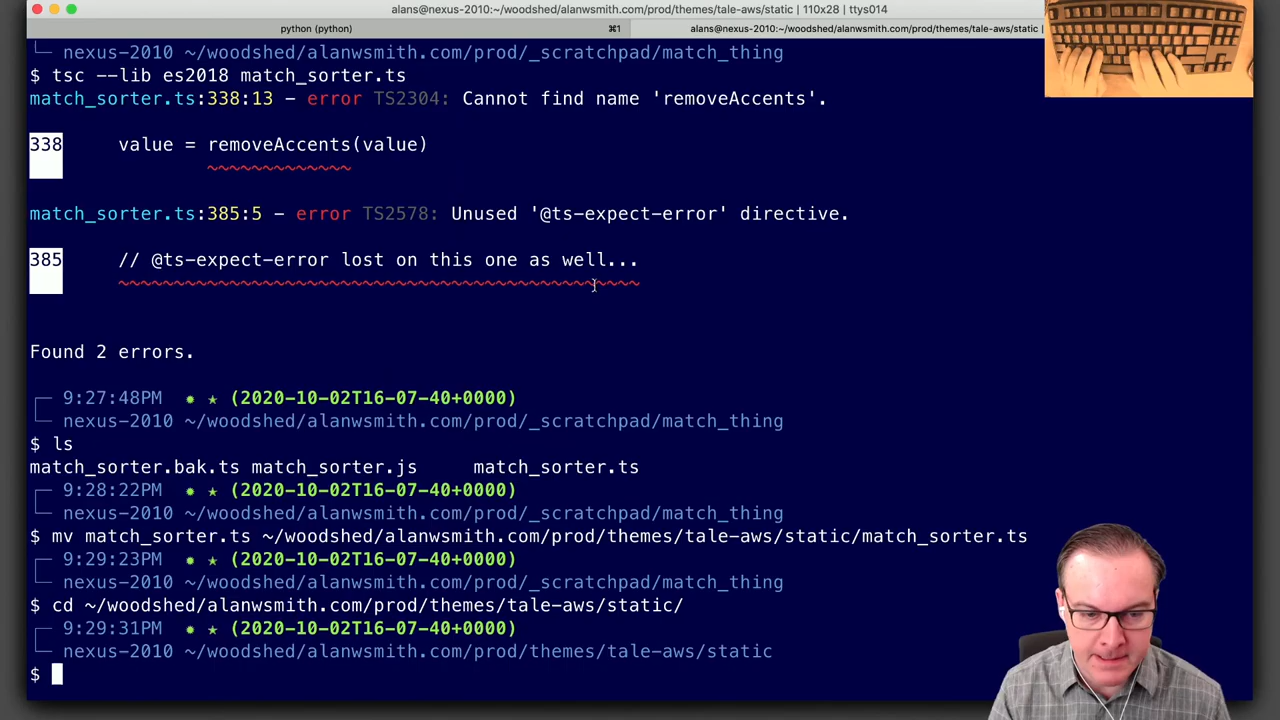 alans@nexus-2010:~/woodshed/alanwsmith.com/prod/themes/tale-aws/static | 110x28 | ttys014
python (python) ⌘1 alans@nexus-2010:~/woodshed/alanwsmith.com/prod/themes/tale-aws/static |
nexus-2010 ~/woodshed/alanwsmith.com/prod/_scratchpad/match_thing
$ tsc --lib es2018 match_sorter.ts
match_sorter.ts:338:13 - error TS2304: Cannot find name 'removeAccents'.
338 value = removeAccents(value)
~~~~~~~~~~~~~
match_sorter.ts:385:5 - error TS2578: Unused '@ts-expect-error' directive.
385 // @ts-expect-error lost on this one as well...
~~~~~~~~~~~~~~~~~~~~~~~~~~~~~~~~~~~~~~~~~~~~~~~
Found 2 errors.
9:27:48PM ✹ ★ (2020-10-02T16-07-40+0000)
nexus-2010 ~/woodshed/alanwsmith.com/prod/_scratchpad/match_thing
$ ls
match_sorter.bak.ts match_sorter.js match_sorter.ts
9:28:22PM ✹ ★ (2020-10-02T16-07-40+0000)
nexus-2010 ~/woodshed/alanwsmith.com/prod/_scratchpad/match_thing
$ mv match_sorter.ts ~/woodshed/alanwsmith.com/prod/themes/tale-aws/static/match_sorter.ts
9:29:23PM ✹ ★ (2020-10-02T16-07-40+0000)
nexus-2010 ~/woodshed/alanwsmith.com/prod/_scratchpad/match_thing
$ cd ~/woodshed/alanwsmith.com/prod/themes/tale-aws/static/
9:29:31PM ✹ ★ (2020-10-02T16-07-40+0000)
nexus-2010 ~/woodshed/alanwsmith.com/prod/themes/tale-aws/static
$